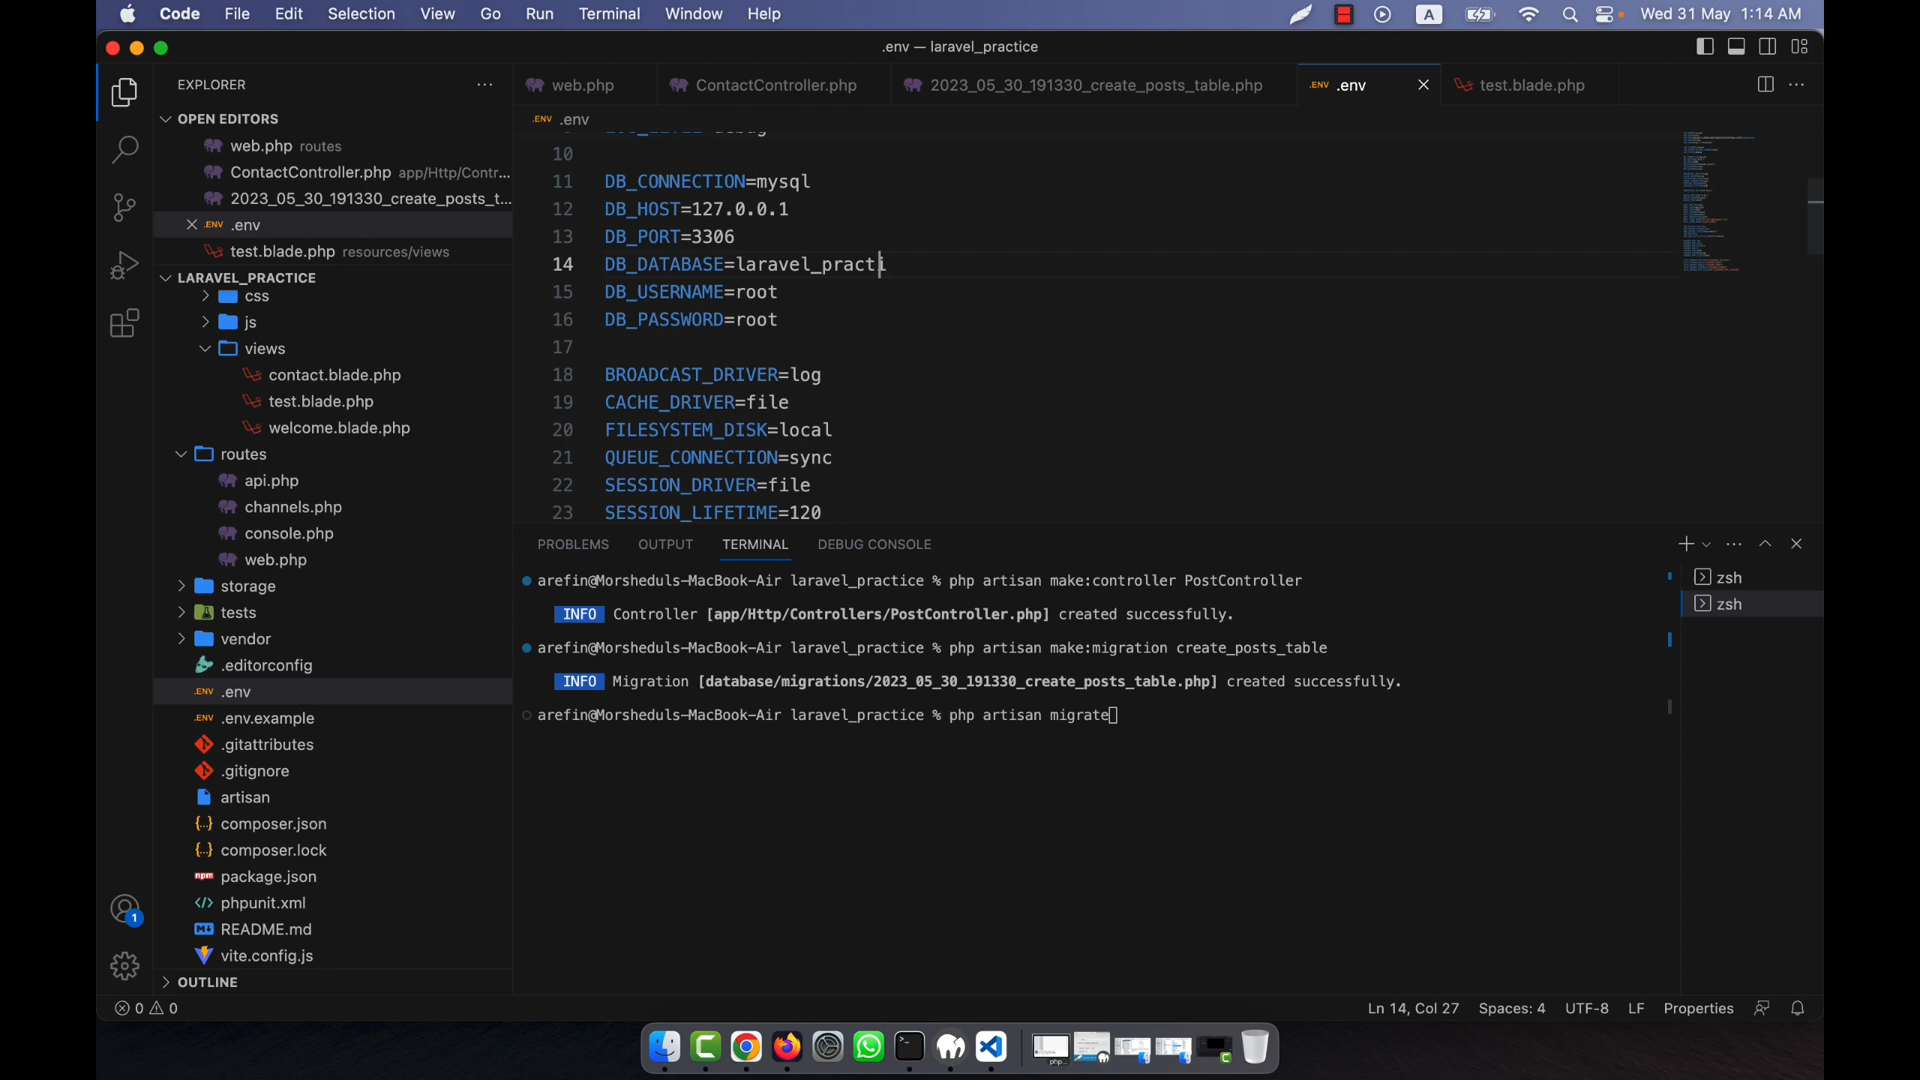 Code File Edit Selection View Go Run Terminal Window Help A Wed 31 May 1:14 AM
.env — laravel_practice
EXPLORER
OPEN EDITORS
web.php routes
ContactController.php app/Http/Contr...
2023_05_30_191330_create_posts_t...
.ENV .env
test.blade.php resources/views
LARAVEL_PRACTICE
css
js
views
contact.blade.php
test.blade.php
welcome.blade.php
routes
api.php
channels.php
console.php
web.php
storage
tests
vendor
.editorconfig
.ENV .env
.ENV .env.example
.gitattributes
.gitignore
artisan
{..} composer.json
{..} composer.lock
npm package.json
phpunit.xml
README.md
vite.config.js
OUTLINE
web.php ContactController.php 2023_05_30_191330_create_posts_table.php .ENV .env test.blade.php
.ENV .env
10
11 DB_CONNECTION=mysql
12 DB_HOST=127.0.0.1
13 DB_PORT=3306
14 DB_DATABASE=laravel_practi
15 DB_USERNAME=root
16 DB_PASSWORD=root
17
18 BROADCAST_DRIVER=log
19 CACHE_DRIVER=file
20 FILESYSTEM_DISK=local
21 QUEUE_CONNECTION=sync
22 SESSION_DRIVER=file
23 SESSION_LIFETIME=120
PROBLEMS OUTPUT TERMINAL DEBUG CONSOLE
arefin@Morsheduls-MacBook-Air laravel_practice % php artisan make:controller PostController
INFO Controller [app/Http/Controllers/PostController.php] created successfully.
arefin@Morsheduls-MacBook-Air laravel_practice % php artisan make:migration create_posts_table
INFO Migration [database/migrations/2023_05_30_191330_create_posts_table.php] created successfully.
arefin@Morsheduls-MacBook-Air laravel_practice % php artisan migrate
zsh
zsh
1
0 0
Ln 14, Col 27 Spaces: 4 UTF-8 LF Properties